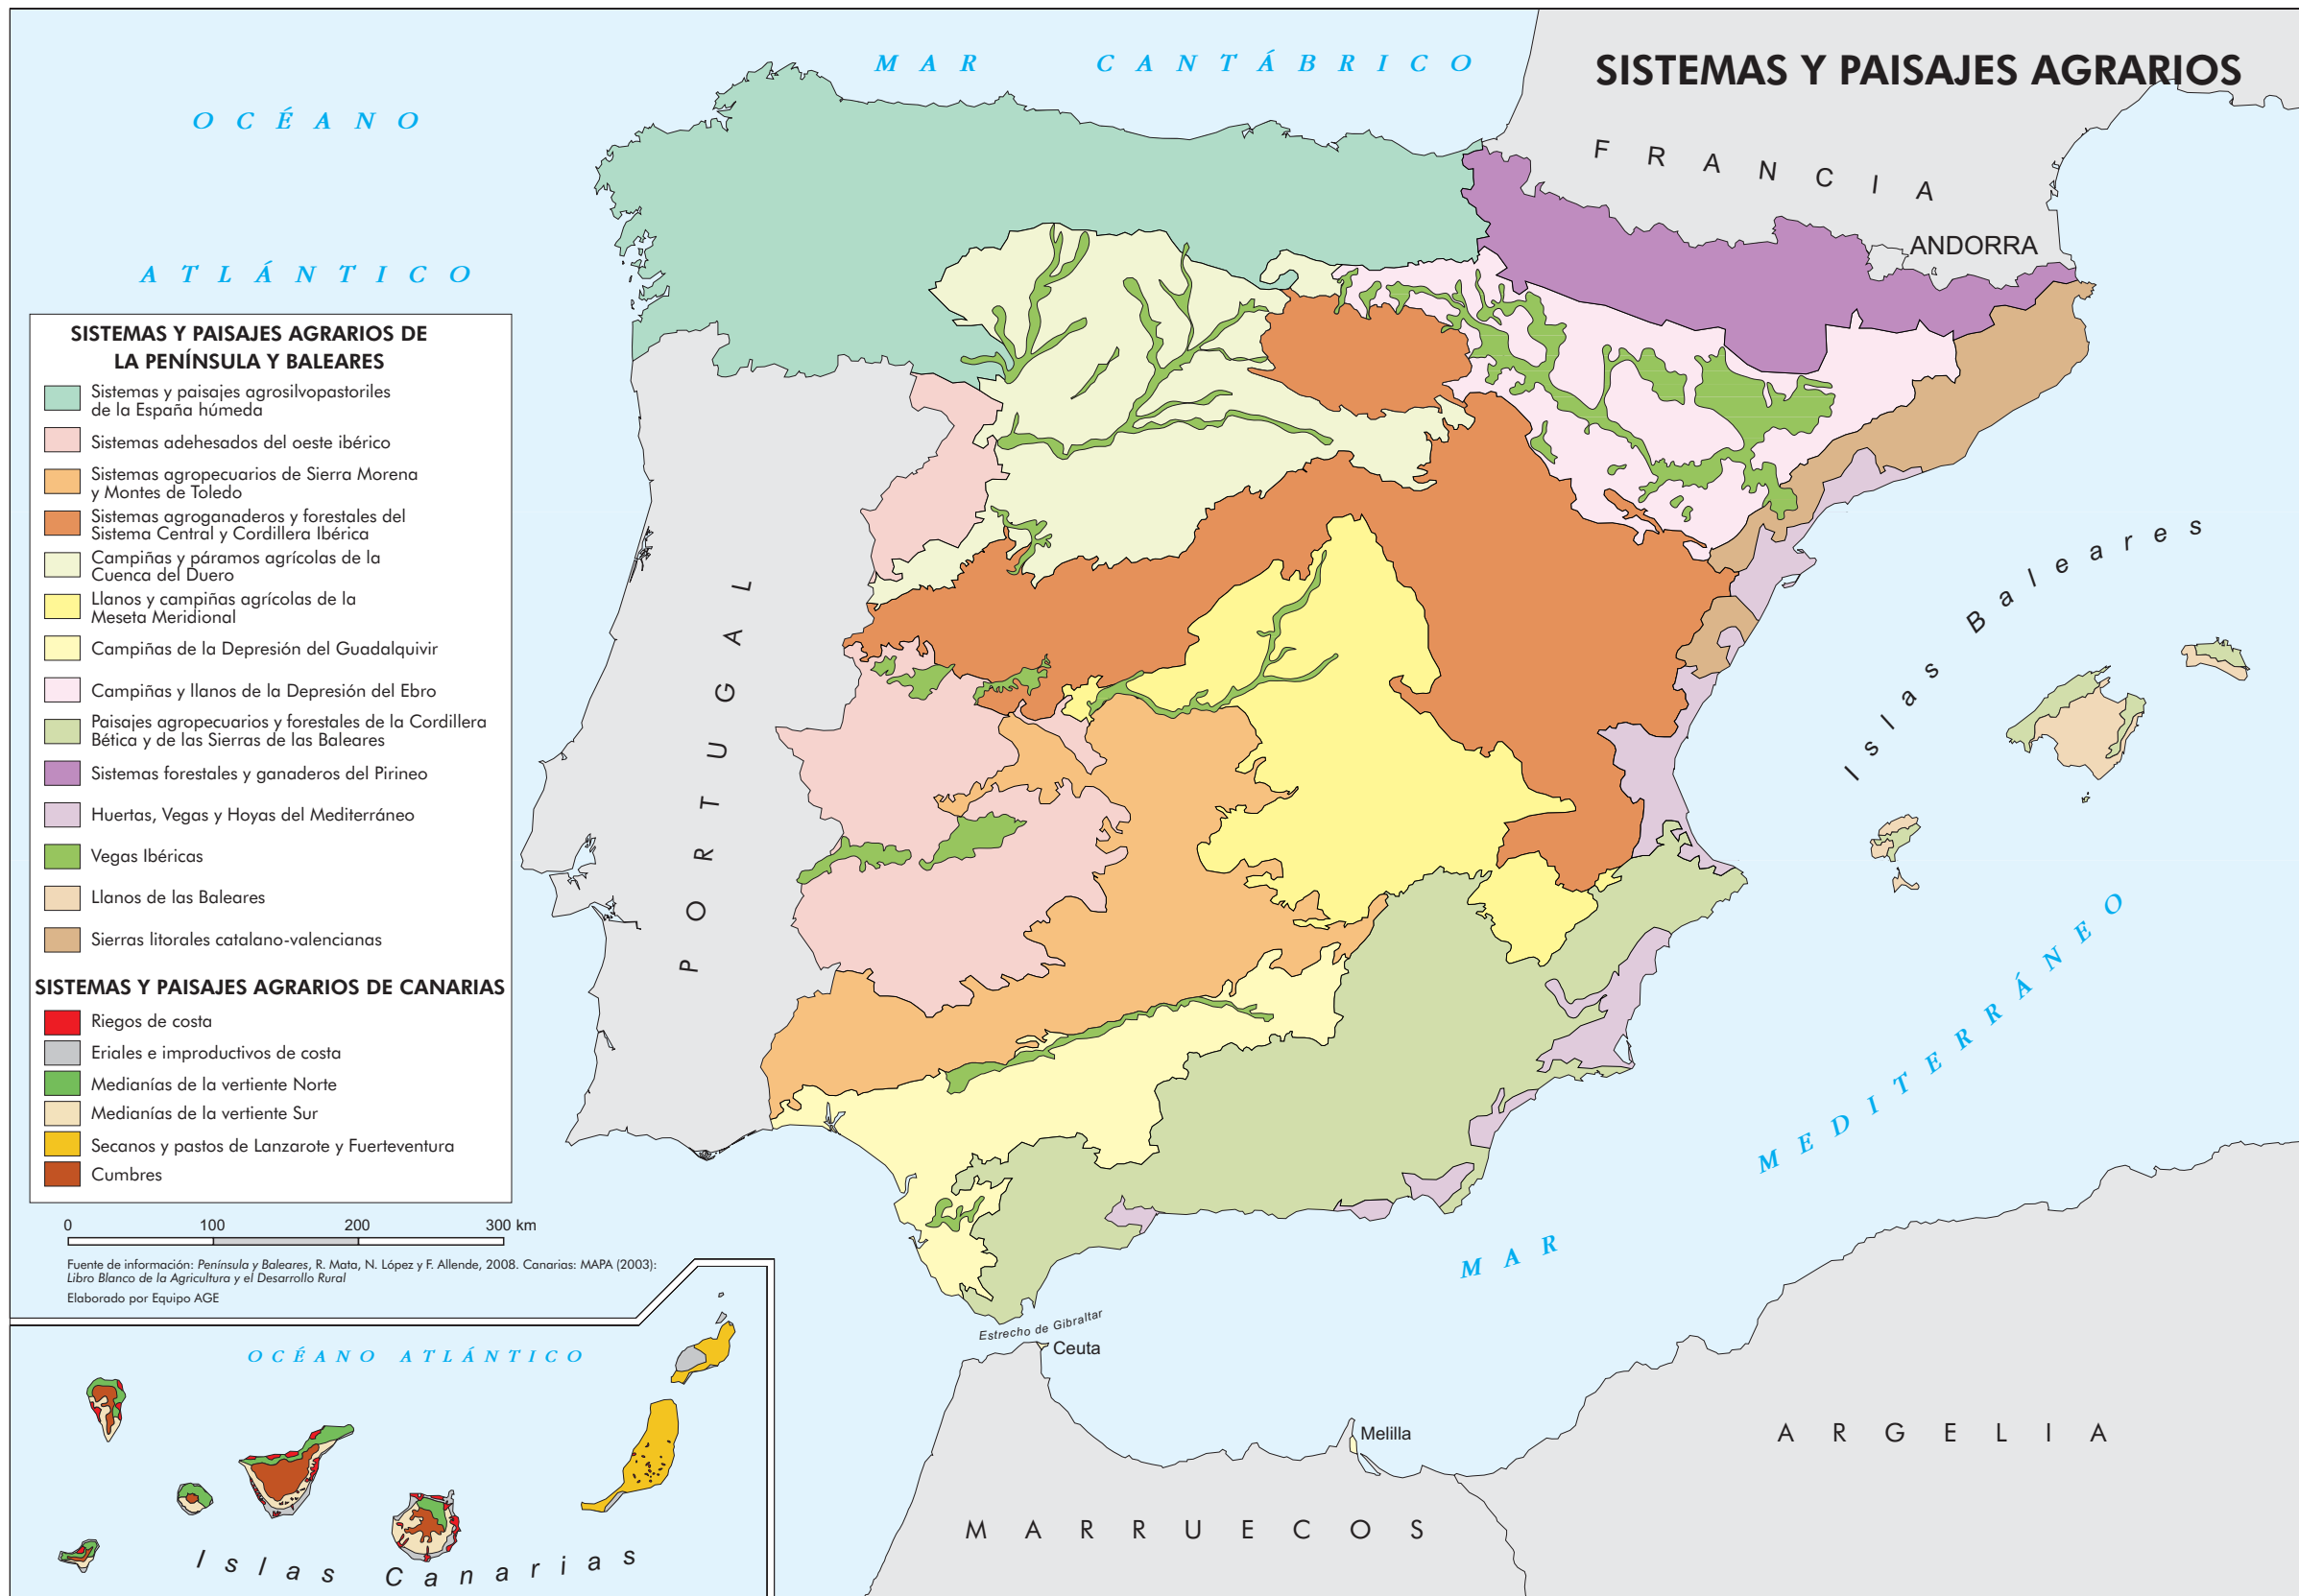 SISTEMAS Y PAISAJES AGRARIOS
MAR CANTÁBRICO
OCÉANO
ATLÁNTICO
FRANCIA
ANDORRA
PORTUGAL
Islas Baleares
MAR MEDITERRÁNEO
Estrecho de Gibraltar
Ceuta
Melilla
MARRUECOS
ARGELIA
SISTEMAS Y PAISAJES AGRARIOS DE
LA PENÍNSULA Y BALEARES
Sistemas y paisajes agrosilvopastoriles
de la España húmeda
Sistemas adehesados del oeste ibérico
Sistemas agropecuarios de Sierra Morena
y Montes de Toledo
Sistemas agroganaderos y forestales del
Sistema Central y Cordillera Ibérica
Campiñas y páramos agrícolas de la
Cuenca del Duero
Llanos y campiñas agrícolas de la
Meseta Meridional
Campiñas de la Depresión del Guadalquivir
Campiñas y llanos de la Depresión del Ebro
Paisajes agropecuarios y forestales de la Cordillera
Bética y de las Sierras de las Baleares
Sistemas forestales y ganaderos del Pirineo
Huertas, Vegas y Hoyas del Mediterráneo
Vegas Ibéricas
Llanos de las Baleares
Sierras litorales catalano-valencianas
SISTEMAS Y PAISAJES AGRARIOS DE CANARIAS
Riegos de costa
Eriales e improductivos de costa
Medianías de la vertiente Norte
Medianías de la vertiente Sur
Secanos y pastos de Lanzarote y Fuerteventura
Cumbres
0 100 200 300 km
Fuente de información: Península y Baleares, R. Mata, N. López y F. Allende, 2008. Canarias: MAPA (2003):
Libro Blanco de la Agricultura y el Desarrollo Rural
Elaborado por Equipo AGE
OCÉANO ATLÁNTICO
Islas Canarias